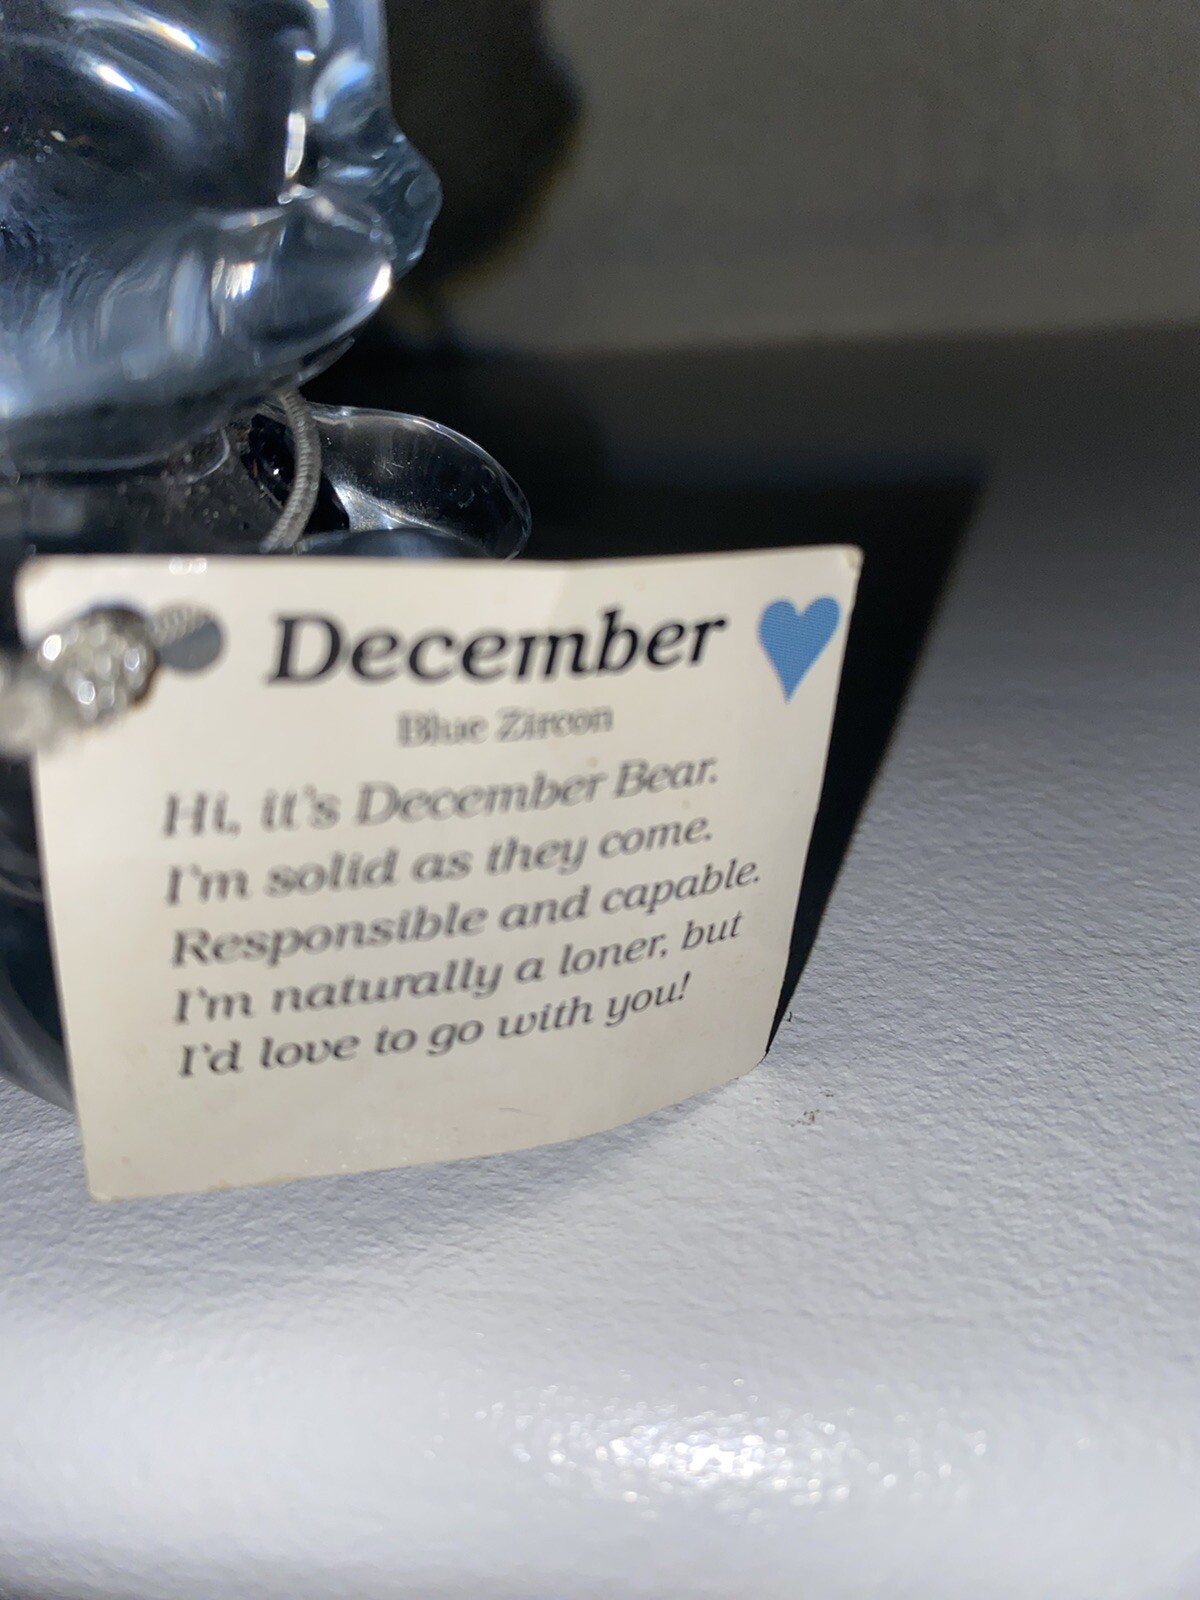 December
Blue Zircon
Hi, it's December Bear.
I'm solid as they come.
Responsible and capable.
I'm naturally a loner, but
I'd love to go with you!